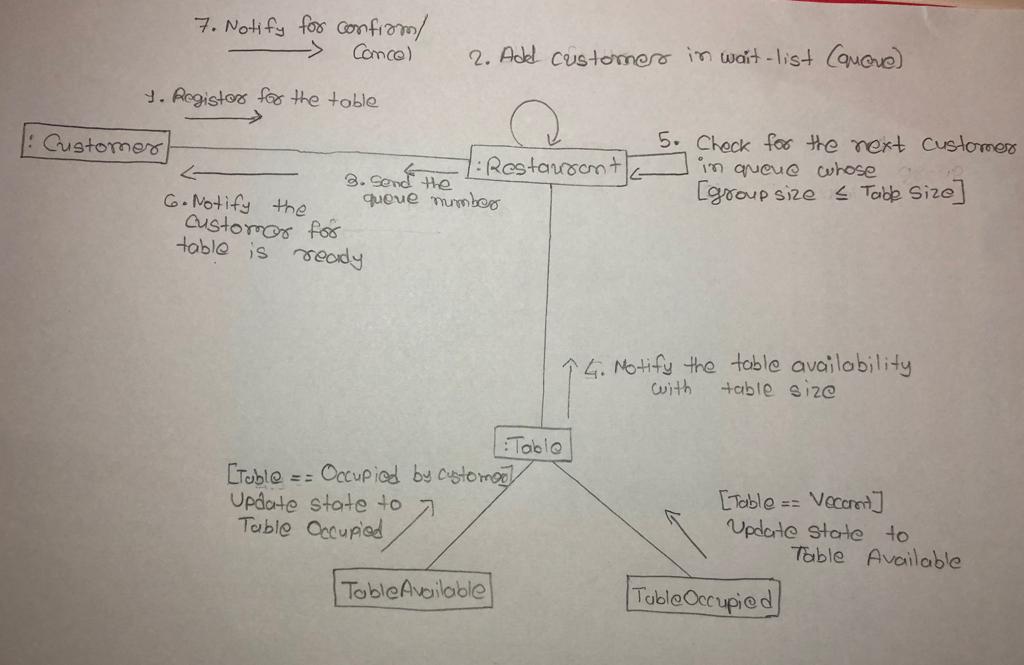 7. Notify for confirm/
Cancel
2. Add customer in wait-list (queue)
1. Register for the table
: Customer
:Restaurant
5. Check for the next customer
in queue whose
[group size ≤ Table size]
3. Send the
queue number
6. Notify the
customer for
table is ready
4. Notify the table availability
with table size
:Table
[Table == Occupied by customer]
Update state to
Table Occupied
[Table == Vecant]
Update state to
Table Available
TableAvailable
TableOccupied